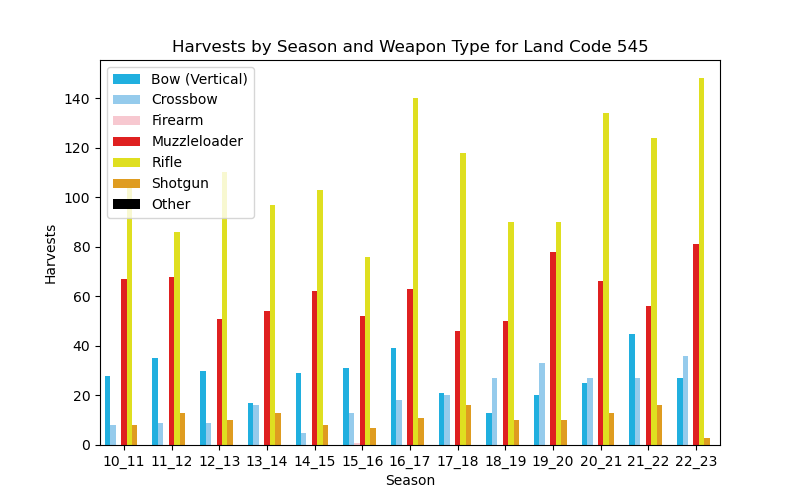 Harvests by Season and Weapon Type for Land Code 545
Bow (Vertical)
Crossbow
Firearm
Muzzleloader
Rifle
Shotgun
Other
Harvests
140
120
100
80
60
40
20
0
10_11 11_12 12_13 13_14 14_15 15_16 16_17 17_18 18_19 19_20 20_21 21_22 22_23
Season